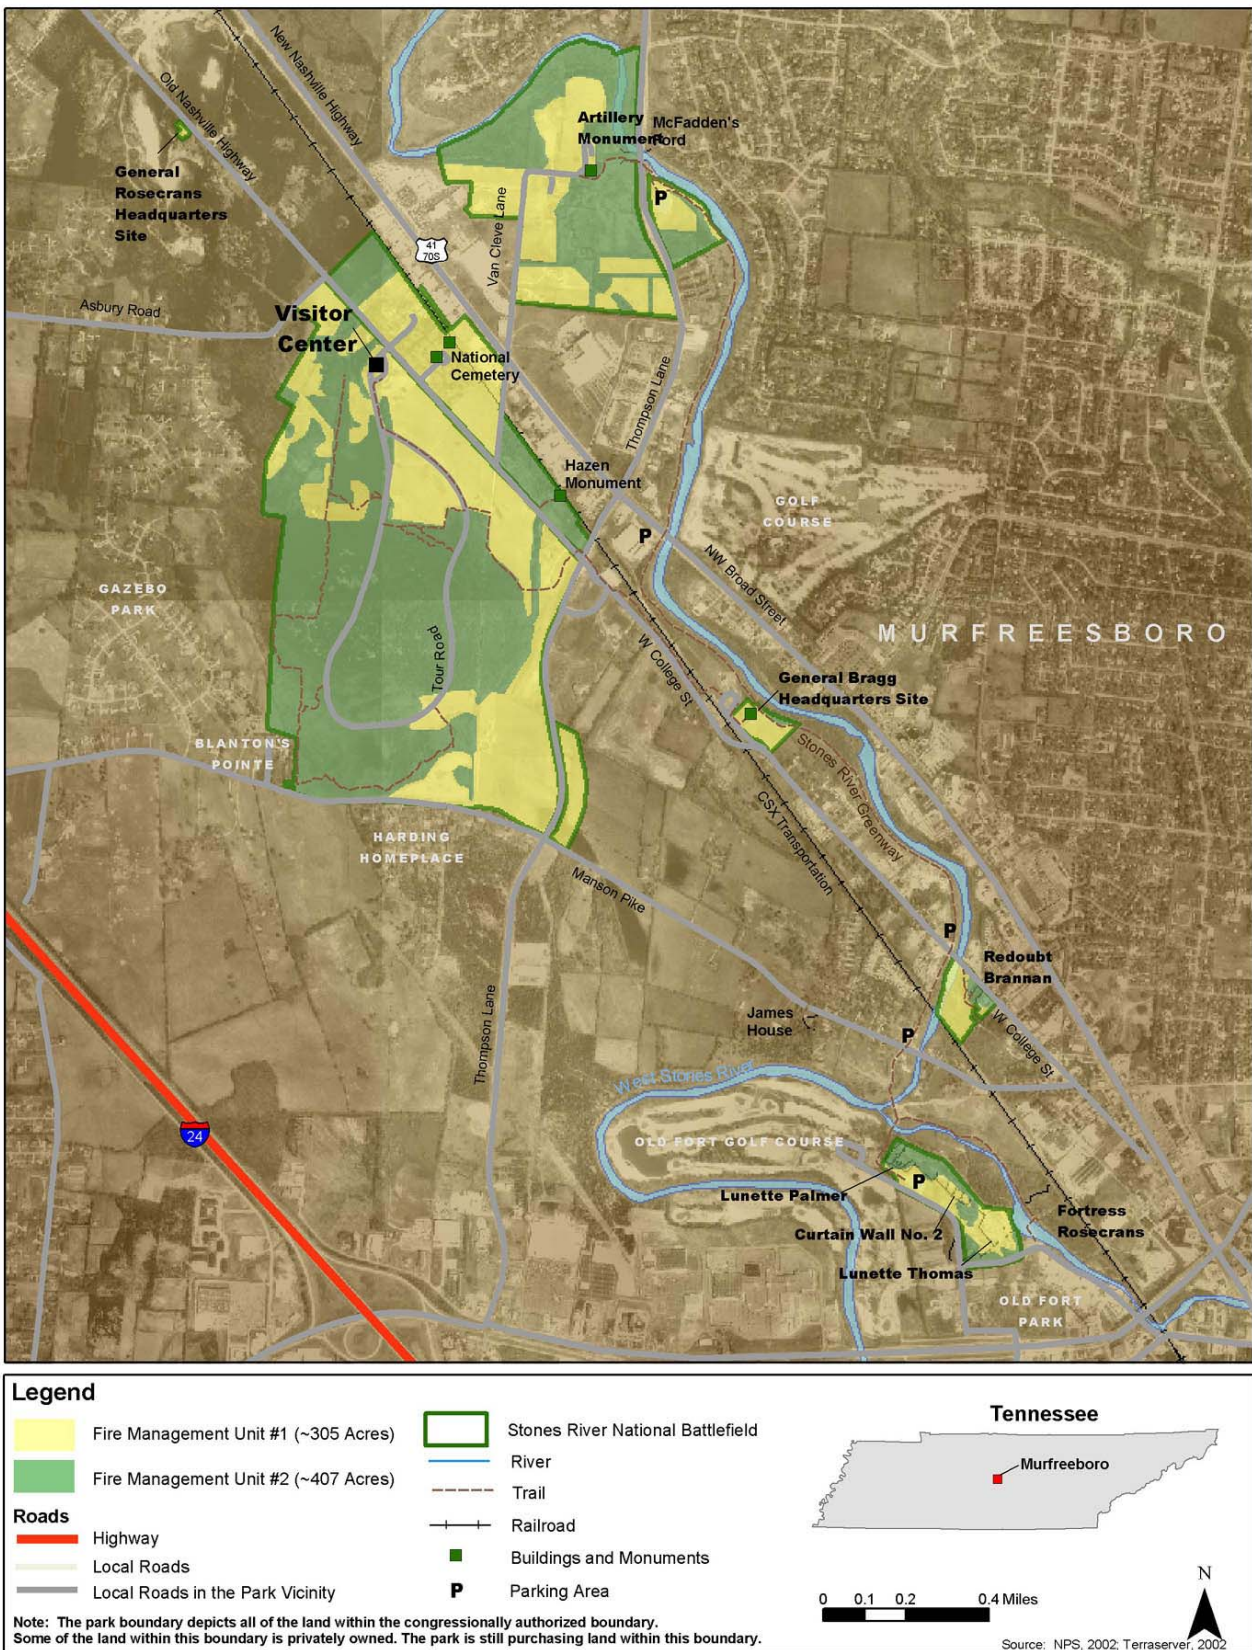 New Nashville Highway
Old Nashville Highway
General
Rosecrans
Headquarters
Site
Artillery
Monument
McFadden's
Ford
P
Van Cleve Lane
41
70S
Asbury Road
Visitor
Center
National
Cemetery
Thompson Lane
Hazen
Monument
GOLF
COURSE
P
NW Broad Street
GAZEBO
PARK
MURFREESBORO
Tour Road
W College St
General Bragg
Headquarters Site
BLANTON'S
POINTE
Stones River Greenway
CSX Transportation
HARDING
HOMEPLACE
Manson Pike
P
Redoubt
Brannan
Thompson Lane
James
House
P
W College St
West Stones River
24
OLD FORT GOLF COURSE
Lunette Palmer
P
Curtain Wall No. 2
Fortress
Rosecrans
Lunette Thomas
OLD FORT
PARK
Legend
Fire Management Unit #1 (~305 Acres)
Fire Management Unit #2 (~407 Acres)
Roads
Highway
Local Roads
Local Roads in the Park Vicinity
Stones River National Battlefield
River
Trail
Railroad
Buildings and Monuments
P Parking Area
Tennessee
Murfreeboro
N
0 0.1 0.2 0.4 Miles
Note: The park boundary depicts all of the land within the congressionally authorized boundary.
Some of the land within this boundary is privately owned. The park is still purchasing land within this boundary.
Source: NPS, 2002; Terraserver, 2002